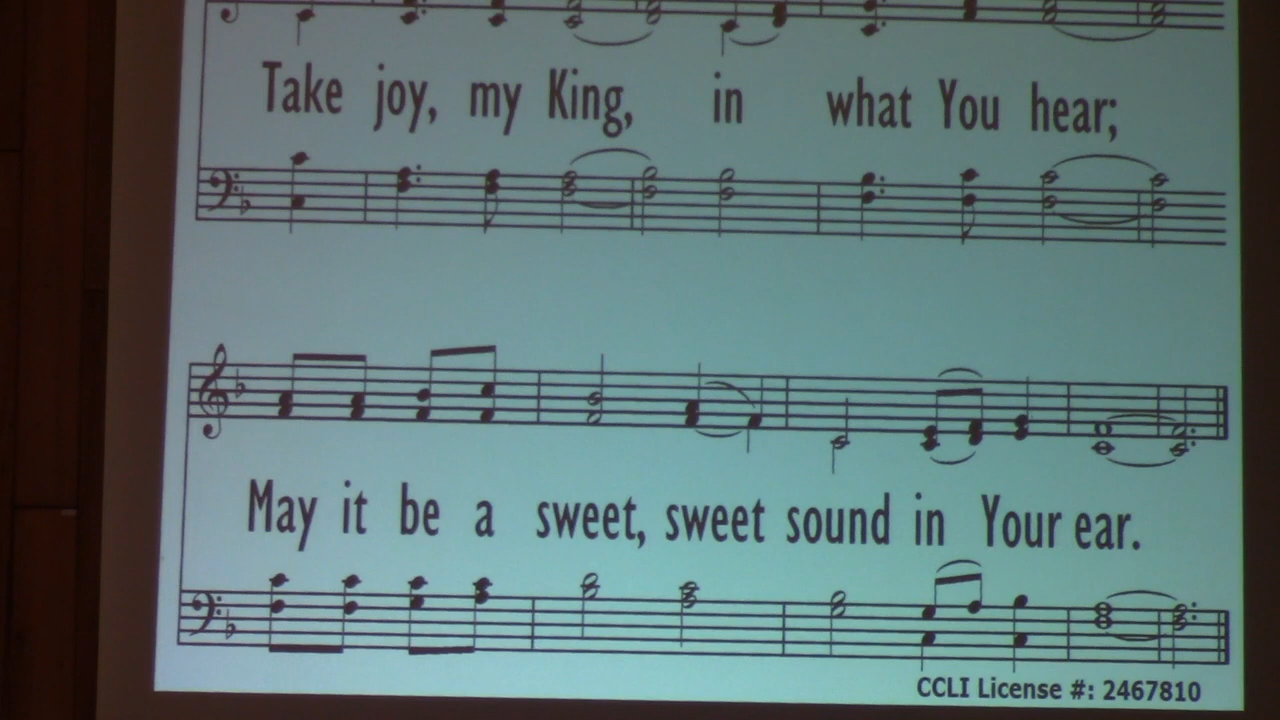 Take joy, my King, in what You hear;
May it be a sweet, sweet sound in Your ear.
CCLI License #: 2467810